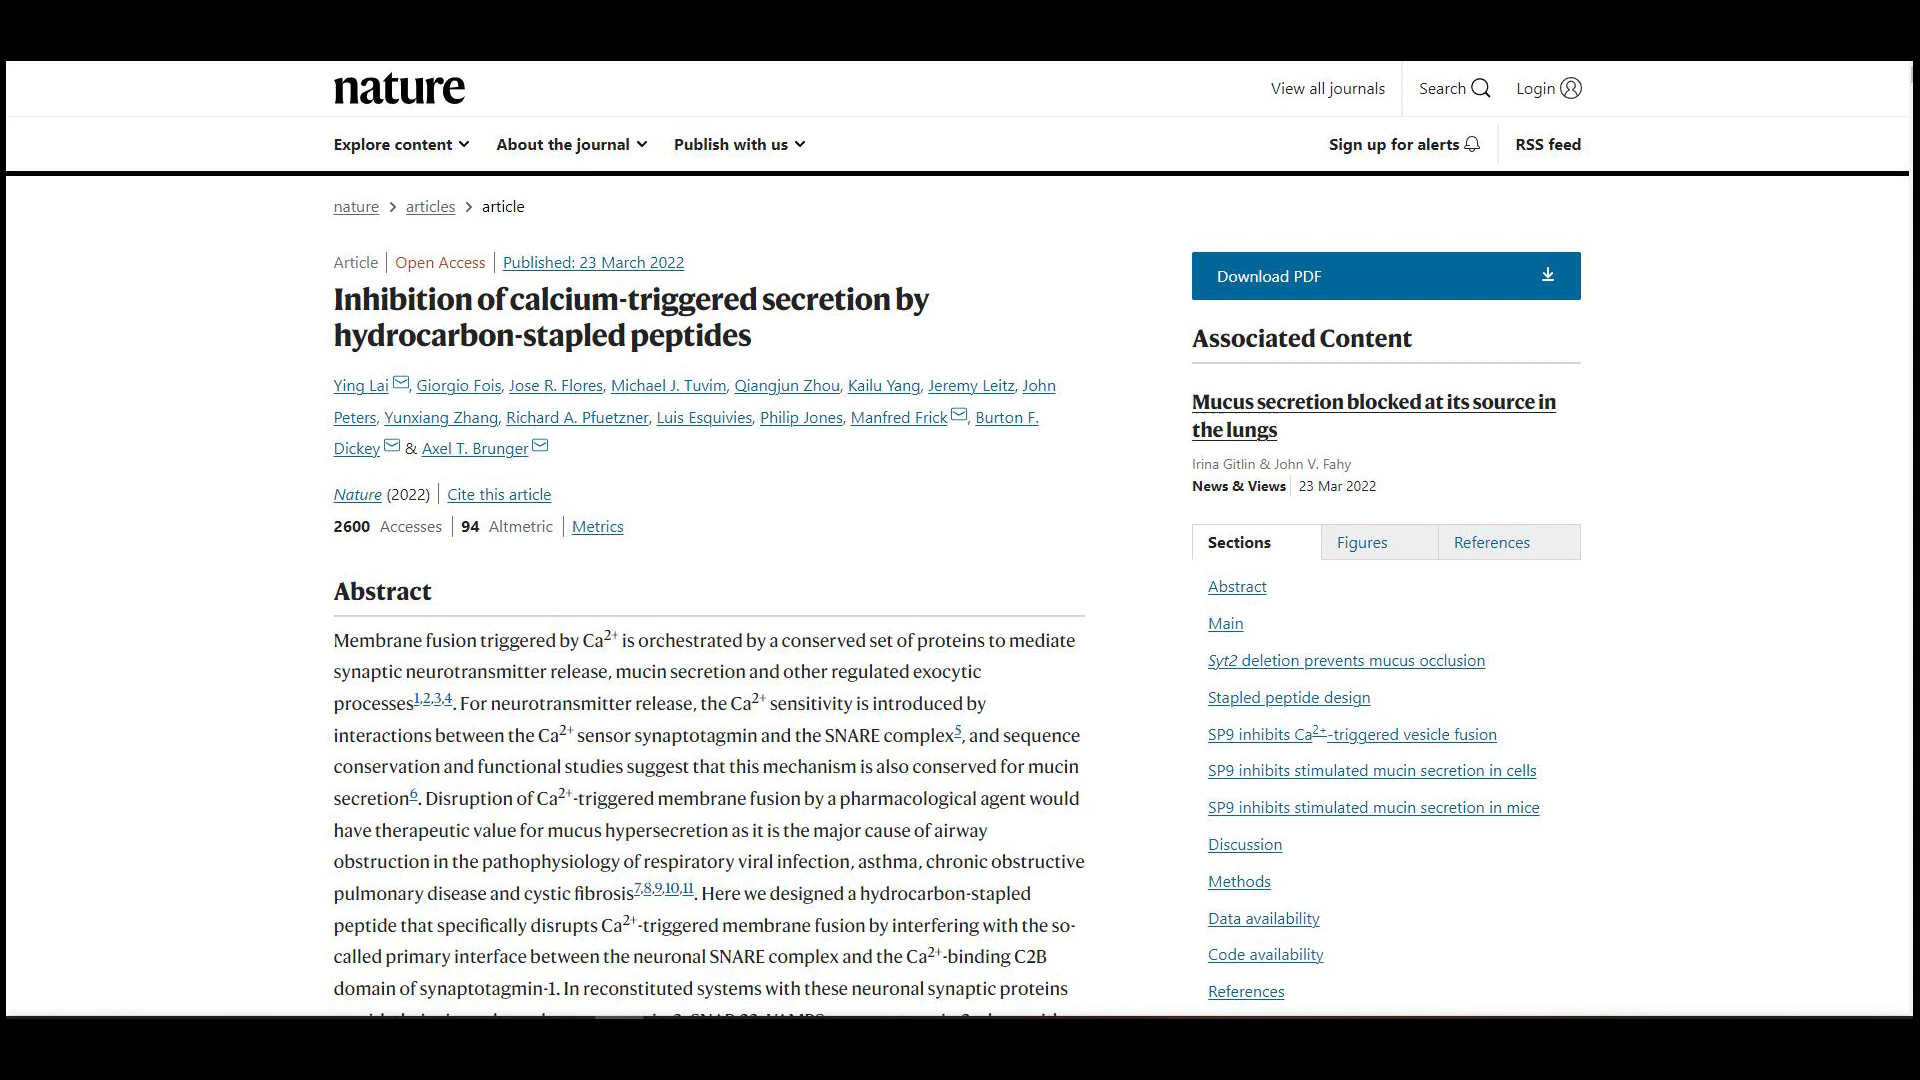 nature
View all journals
Search
Login
Explore content
About the journal
Publish with us
Sign up for alerts
RSS feed
nature > articles > article
Article | Open Access | Published: 23 March 2022
Inhibition of calcium-triggered secretion by
hydrocarbon-stapled peptides
Ying Lai, Giorgio Fois, Jose R. Flores, Michael J. Tuvim, Qiangjun Zhou, Kailu Yang, Jeremy Leitz, John
Peters, Yunxiang Zhang, Richard A. Pfuetzner, Luis Esquivies, Philip Jones, Manfred Frick, Burton F.
Dickey & Axel T. Brunger
Nature (2022) | Cite this article
2600 Accesses | 94 Altmetric | Metrics
Abstract
Membrane fusion triggered by Ca2+ is orchestrated by a conserved set of proteins to mediate
synaptic neurotransmitter release, mucin secretion and other regulated exocytic
processes1,2,3,4. For neurotransmitter release, the Ca2+ sensitivity is introduced by
interactions between the Ca2+ sensor synaptotagmin and the SNARE complex5, and sequence
conservation and functional studies suggest that this mechanism is also conserved for mucin
secretion6. Disruption of Ca2+-triggered membrane fusion by a pharmacological agent would
have therapeutic value for mucus hypersecretion as it is the major cause of airway
obstruction in the pathophysiology of respiratory viral infection, asthma, chronic obstructive
pulmonary disease and cystic fibrosis7,8,9,10,11. Here we designed a hydrocarbon-stapled
peptide that specifically disrupts Ca2+-triggered membrane fusion by interfering with the so-
called primary interface between the neuronal SNARE complex and the Ca2+-binding C2B
domain of synaptotagmin-1. In reconstituted systems with these neuronal synaptic proteins
Download PDF
Associated Content
Mucus secretion blocked at its source in
the lungs
Irina Gitlin & John V. Fahy
News & Views | 23 Mar 2022
Sections
Figures
References
Abstract
Main
Syt2 deletion prevents mucus occlusion
Stapled peptide design
SP9 inhibits Ca2+-triggered vesicle fusion
SP9 inhibits stimulated mucin secretion in cells
SP9 inhibits stimulated mucin secretion in mice
Discussion
Methods
Data availability
Code availability
References